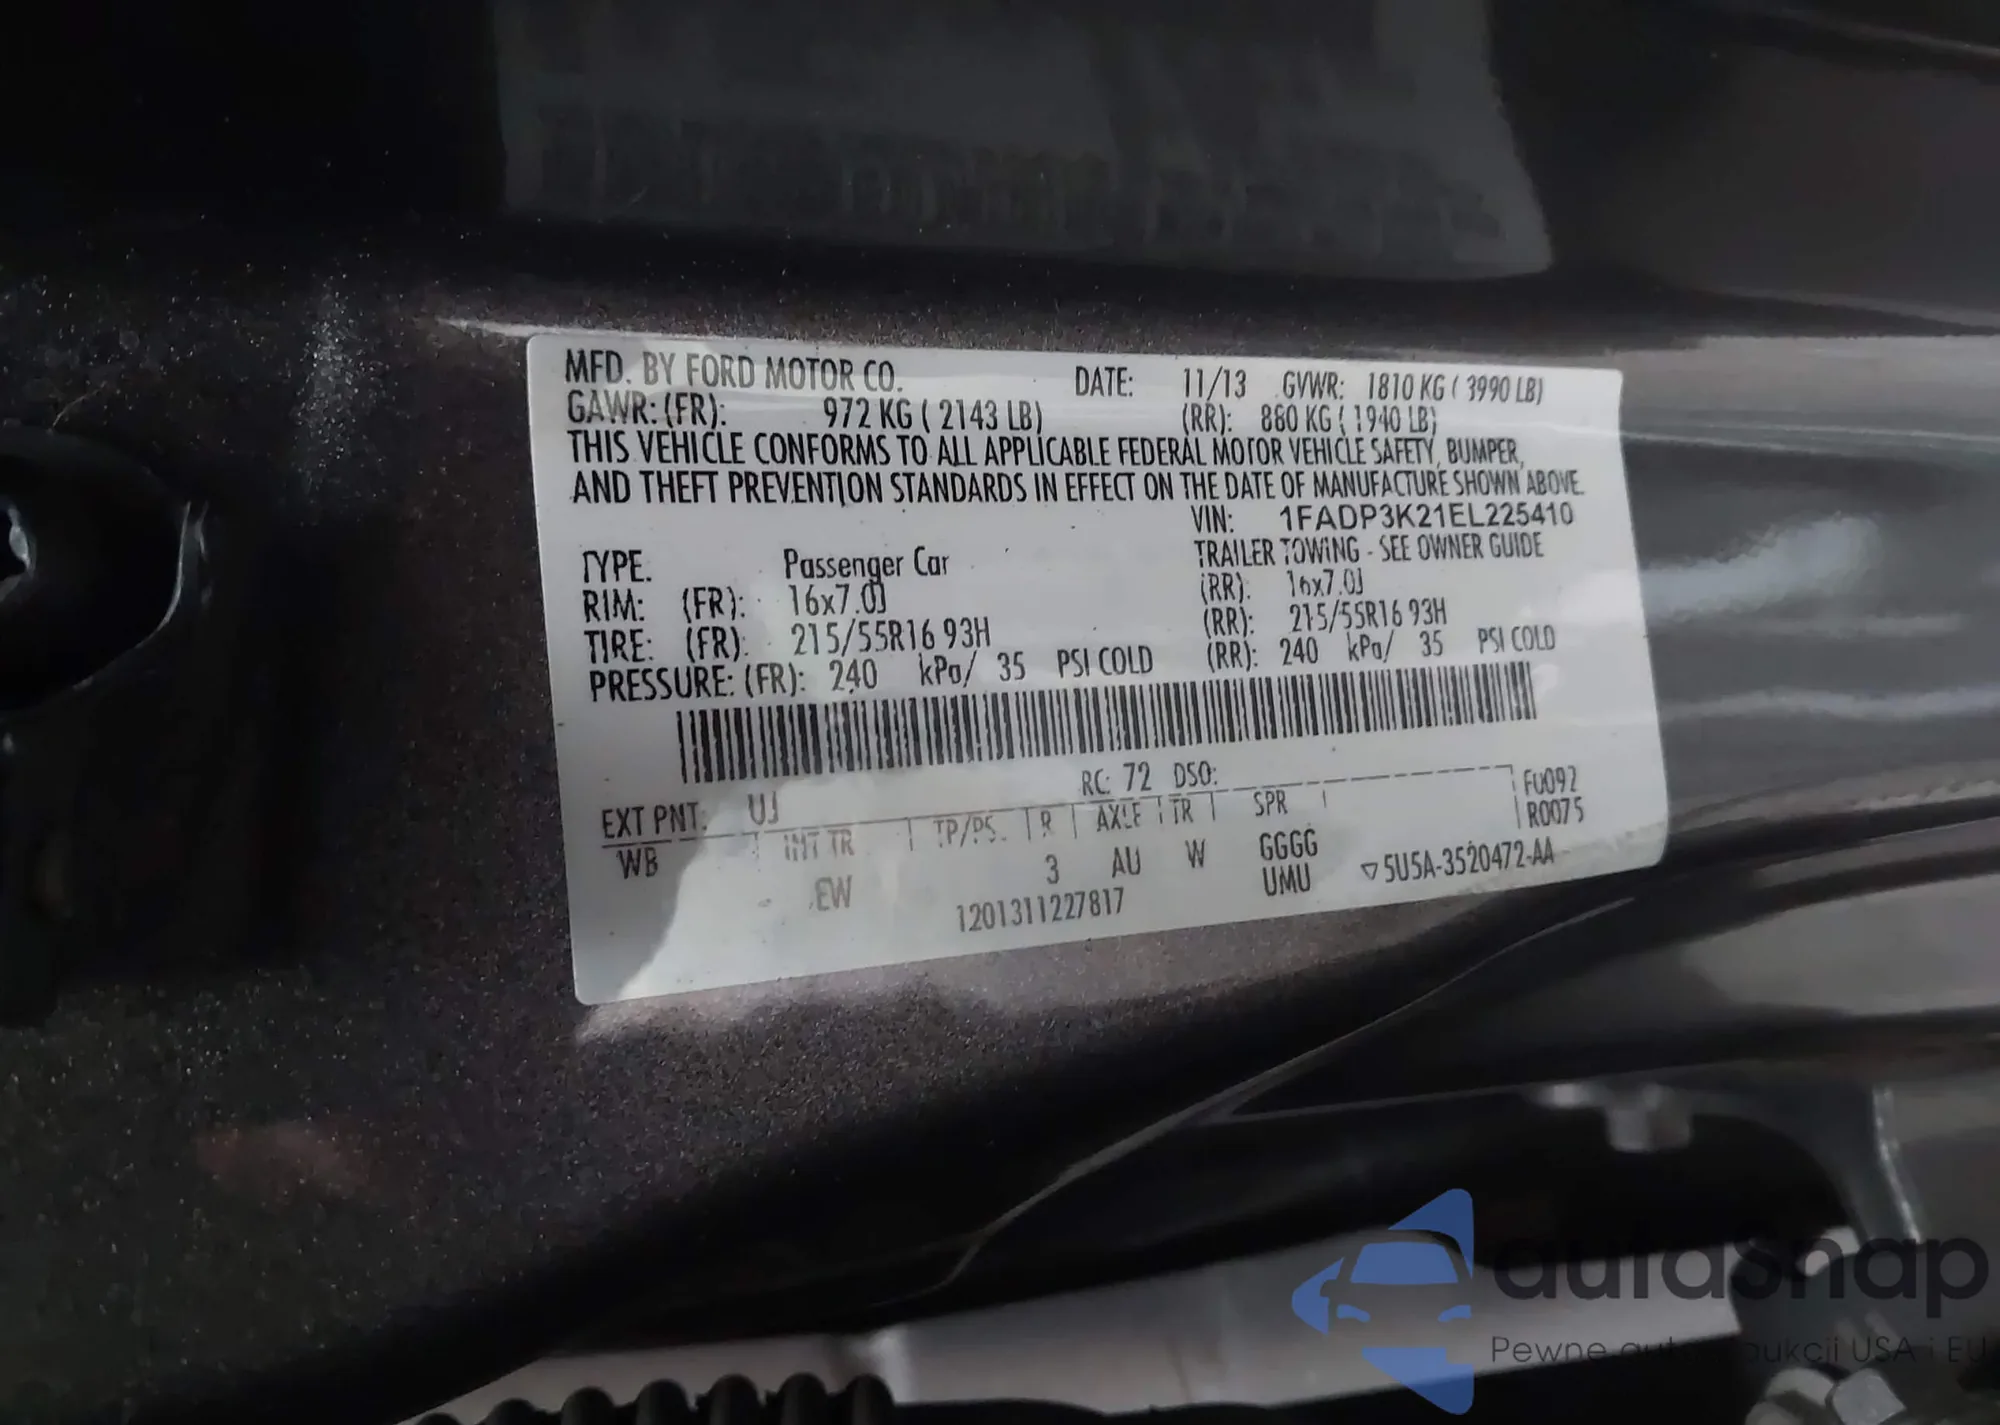 MFD. BY FORD MOTOR CO. DATE: 11/13 GVWR: 1810 KG ( 3990 LB)
GAWR: (FR): 972 KG ( 2143 LB) (RR): 880 KG ( 1940 LB)
THIS VEHICLE CONFORMS TO ALL APPLICABLE FEDERAL MOTOR VEHICLE SAFETY, BUMPER,
AND THEFT PREVENTION STANDARDS IN EFFECT ON THE DATE OF MANUFACTURE SHOWN ABOVE.
VIN: 1FADP3K21EL225410
TYPE: Passenger Car TRAILER TOWING - SEE OWNER GUIDE
RIM: (FR): 16x7.0J (RR): 16x7.0J
TIRE: (FR): 215/55R16 93H (RR): 215/55R16 93H
PRESSURE: (FR): 240 kPa/ 35 PSI COLD (RR): 240 kPa/ 35 PSI COLD
EXT PNT: UJ RC: 72 DSO: F0092
WB INT TR TP/PS R AXLE TR SPR R0075
EW 3 AU W GGGG
UMU ▽5U5A-3520472-AA
1201311227817
autaSnap
Pewne USA i EU